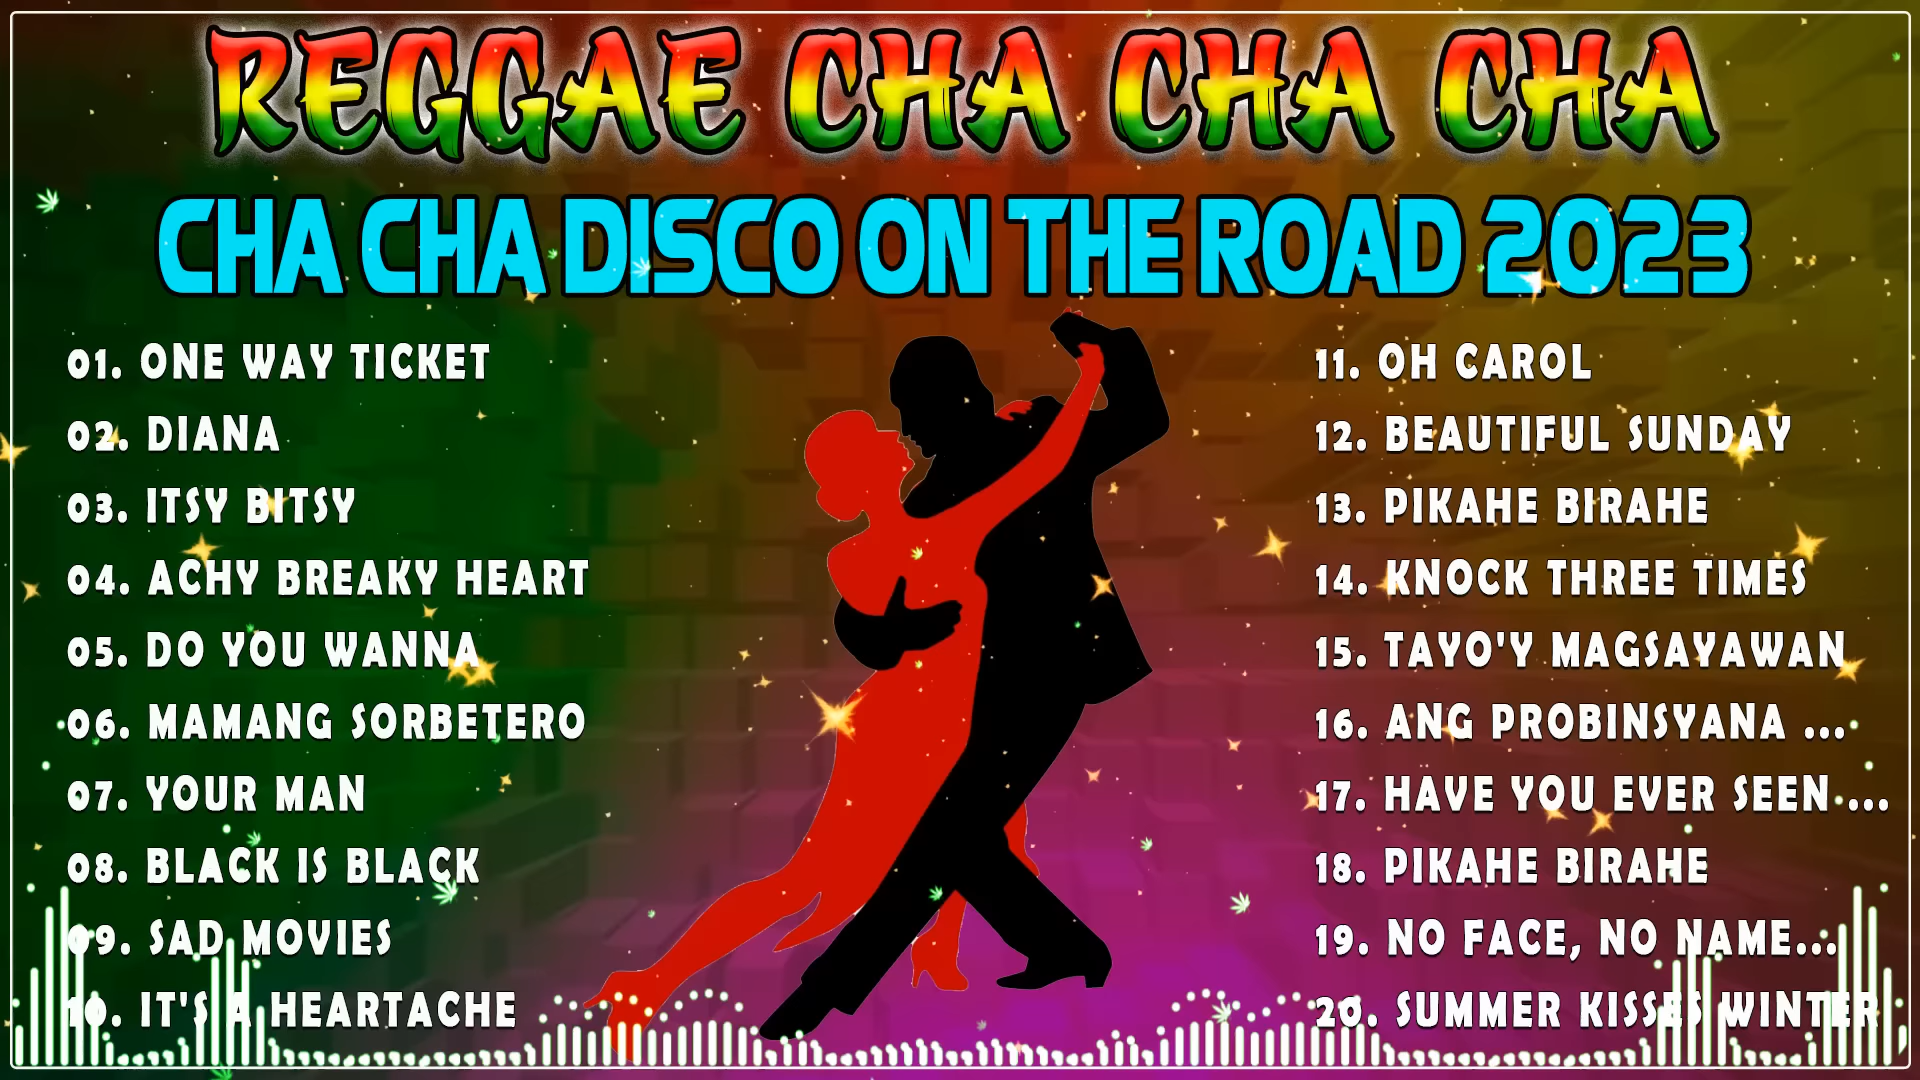 REGGAE CHA CHA CHA
CHA CHA DISCO ON THE ROAD 2023
01. ONE WAY TICKET
02. DIANA
03. ITSY BITSY
04. ACHY BREAKY HEART
05. DO YOU WANNA
06. MAMANG SORBETERO
07. YOUR MAN
08. BLACK IS BLACK
09. SAD MOVIES
10. IT'S A HEARTACHE
11. OH CAROL
12. BEAUTIFUL SUNDAY
13. PIKAHE BIRAHE
14. KNOCK THREE TIMES
15. TAYO'Y MAGSAYAWAN
16. ANG PROBINSYANA ...
17. HAVE YOU EVER SEEN ...
18. PIKAHE BIRAHE
19. NO FACE, NO NAME...
20. SUMMER KISSES WINTER